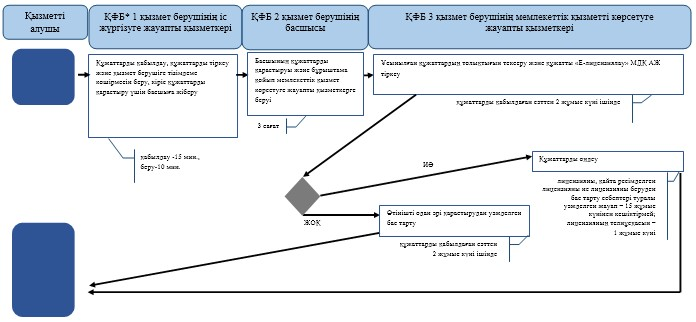 Қызметті
алушы
ҚФБ* 1 қызмет берушінің іс
жүргізуге жауапты қызметкері
ҚФБ 2 қызмет берушінің
басшысы
ҚФБ 3 қызмет берушінің мемлекеттік қызметті көрсетуге
жауапты қызметкері
Құжаттарды қабылдау, құжаттарды тіркеу
және қызмет берушіге тізілімдеме
көшірмесін беру, кіріс құжаттарды
қарастыру үшін басшыға жіберу
Басшының құжаттарды
қарастыруы және бұрыштама
қойып мемлекеттік қызмет
көрсетуге жауапты қызметкерге
беруі
Ұсынылған құжаттардың толықтығын тексеру және құжатты «Е-лицензиялау» МДҚ АЖ
тіркеу
құжаттарды қабылдаған сәттен 2 жұмыс күні ішінде
3 сағат
қабылдау -15 мин.,
беру-10 мин.
ИӘ
Құжаттарды өңдеу
лицензияны, қайта ресімделген
лицензияны не лицензияны беруден
бас тарту себептері туралы
уәжделген жауап – 15 жұмыс
күнінен кешіктірмей;
лицензияның телнұсқасын –
1 жұмыс күні
ЖОҚ
Өтінішті одан әрі қарастырудан уәжделген
бас тарту
құжаттарды қабылдаған сәттен
2 жұмыс күні ішінде